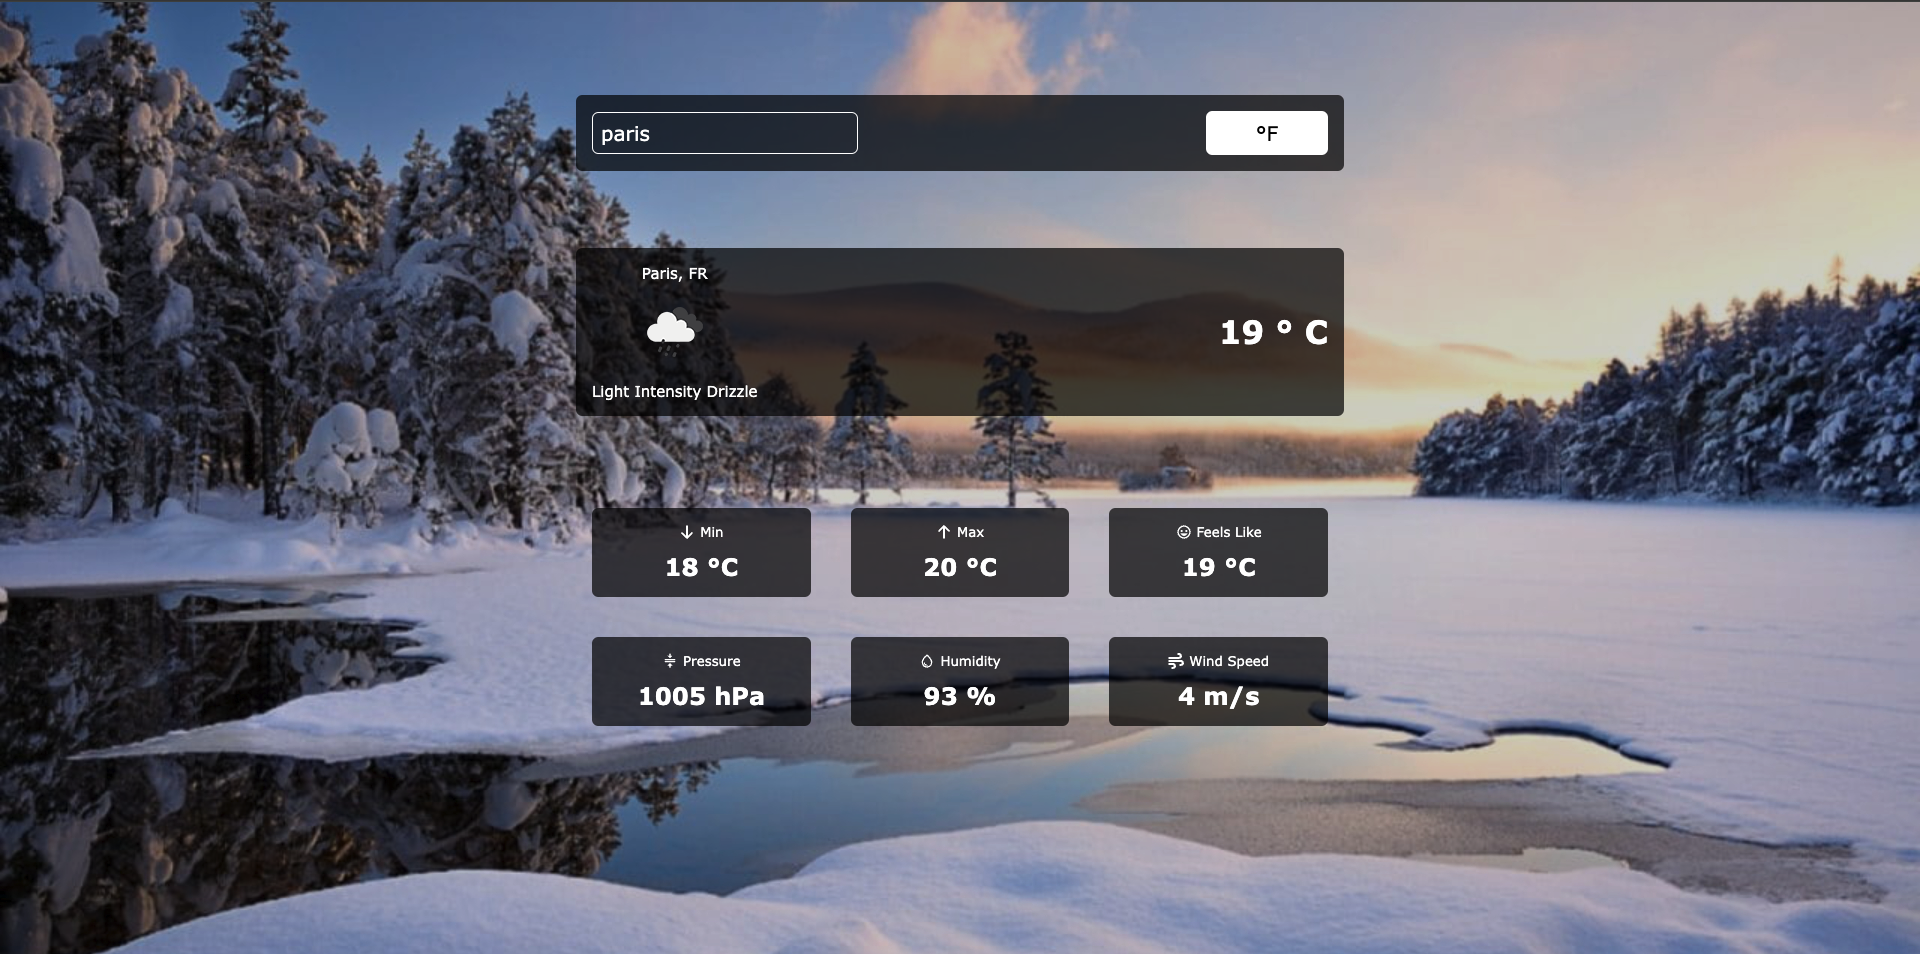 paris
°F
Paris, FR
19 ° C
Light Intensity Drizzle
Min
18 °C
Max
20 °C
Feels Like
19 °C
Pressure
1005 hPa
Humidity
93 %
Wind Speed
4 m/s